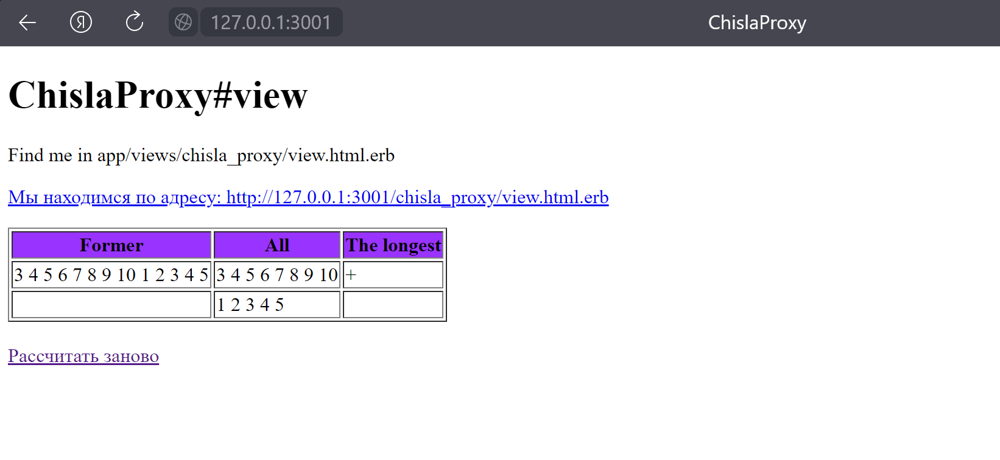 Я 127.0.0.1:3001 ChislaProxy
ChislaProxy#view
Find me in app/views/chisla_proxy/view.html.erb
Мы находимся по адресу: http://127.0.0.1:3001/chisla_proxy/view.html.erb
Former All The longest
3 4 5 6 7 8 9 10 1 2 3 4 5 3 4 5 6 7 8 9 10 +
1 2 3 4 5
Рассчитать заново